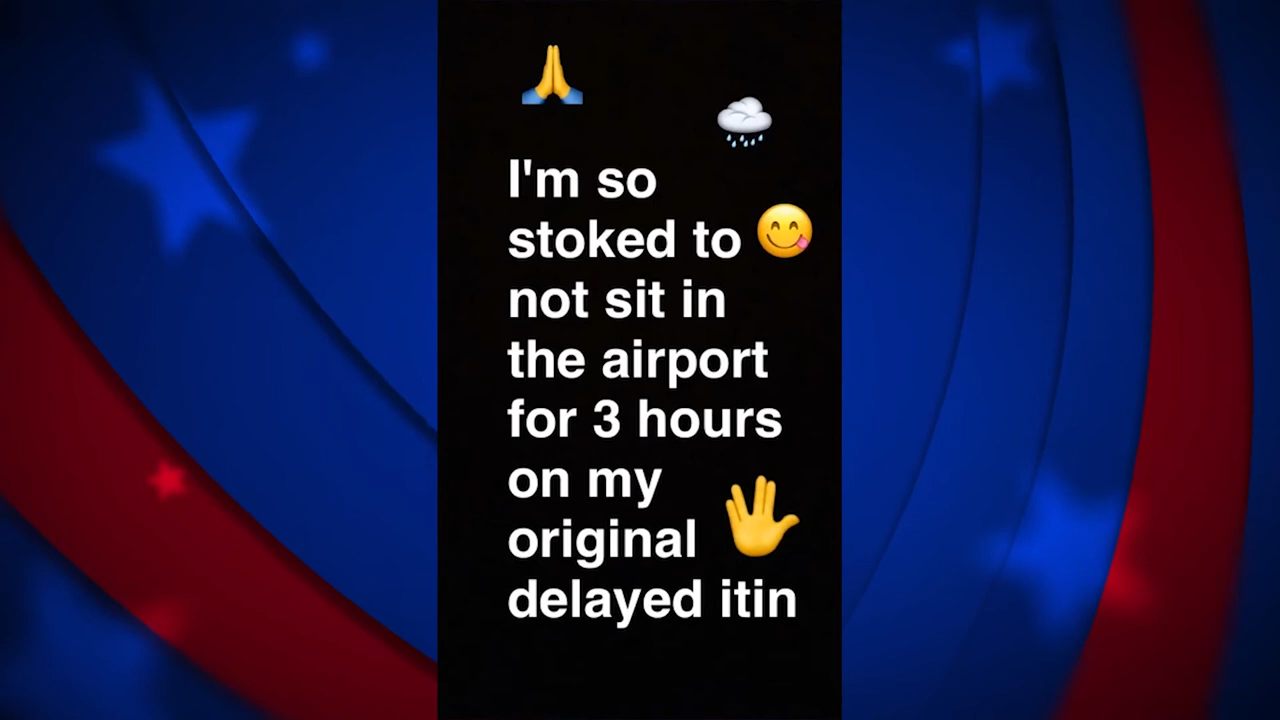 I'm so
stoked to
not sit in
the airport
for 3 hours
on my
original
delayed itin